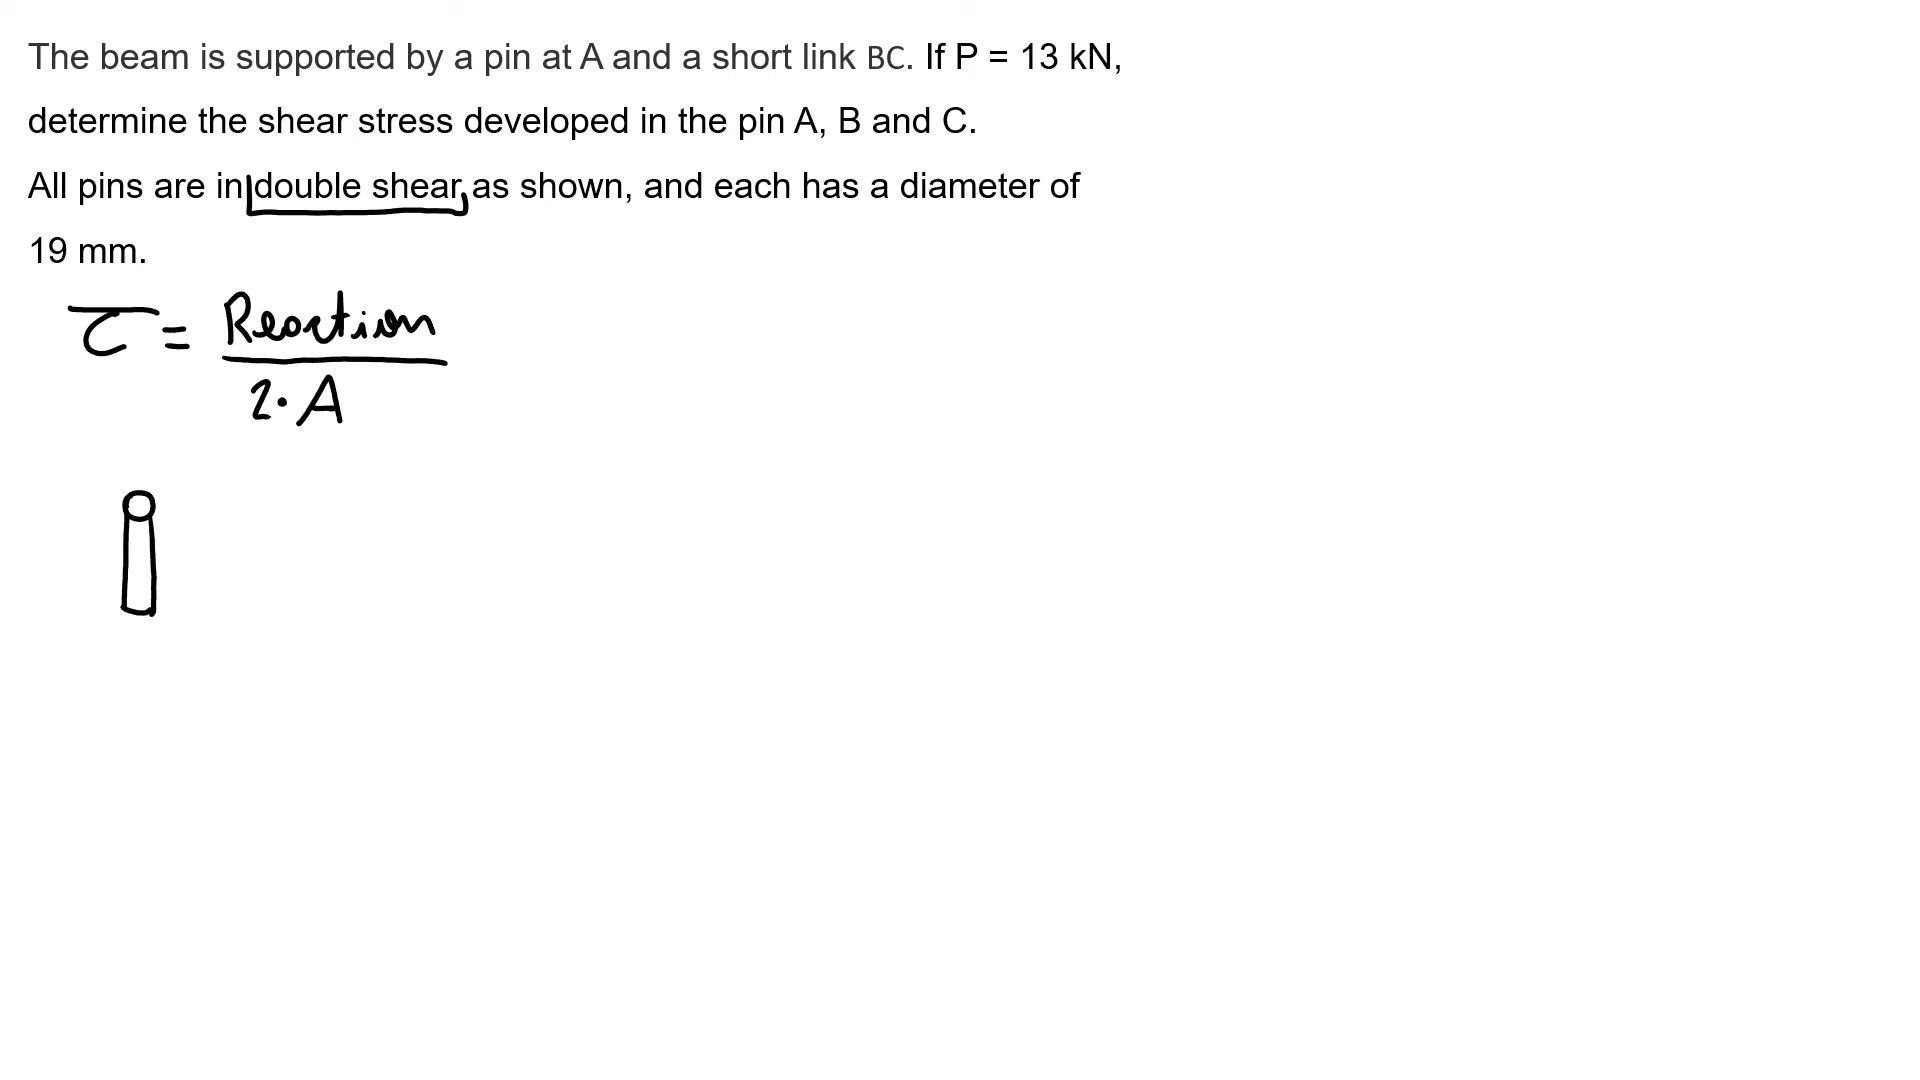 The beam is supported by a pin at A and a short link BC. If P = 13 kN,
determine the shear stress developed in the pin A, B and C.
All pins are in double shear, as shown, and each has a diameter of
19 mm.
τ = Reaction
2·A